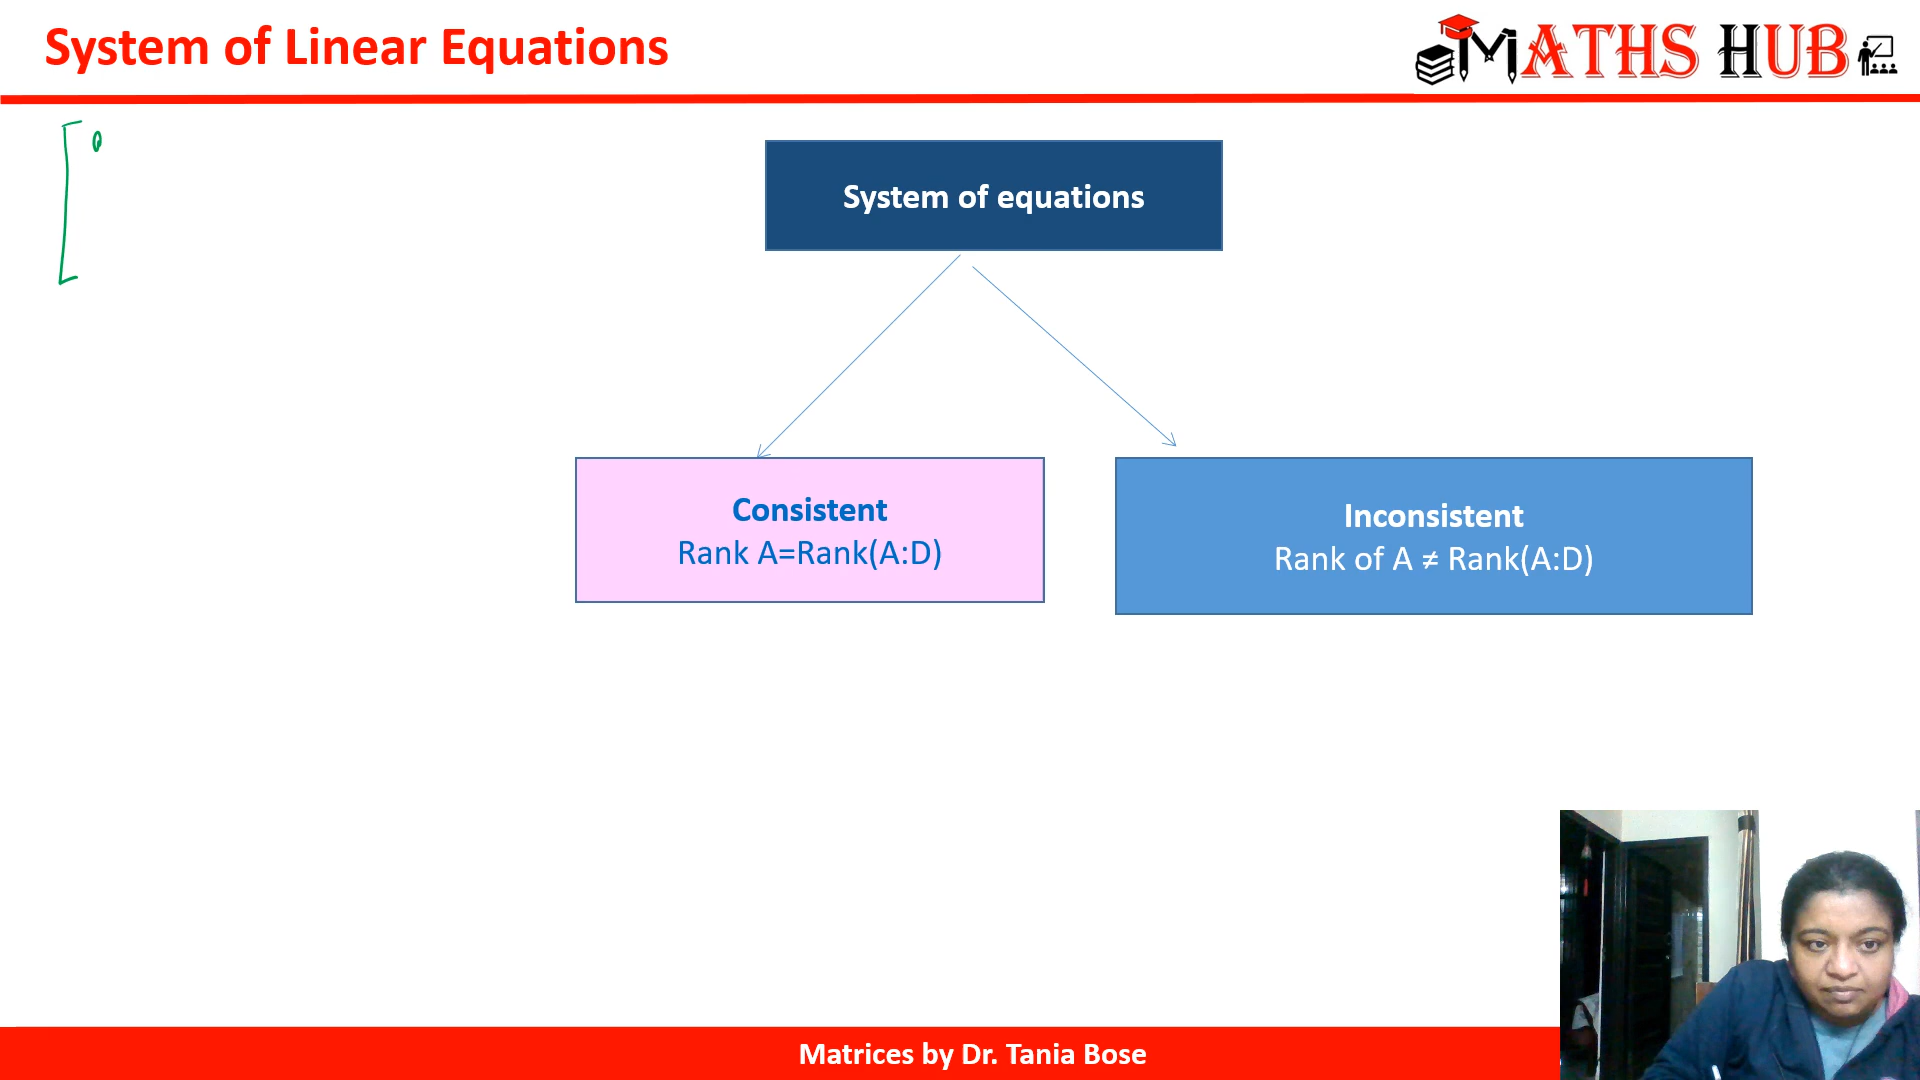 System of Linear Equations
MATHS HUB
System of equations
Consistent
Rank A=Rank(A:D)
Inconsistent
Rank of A ≠ Rank(A:D)
Matrices by Dr. Tania Bose